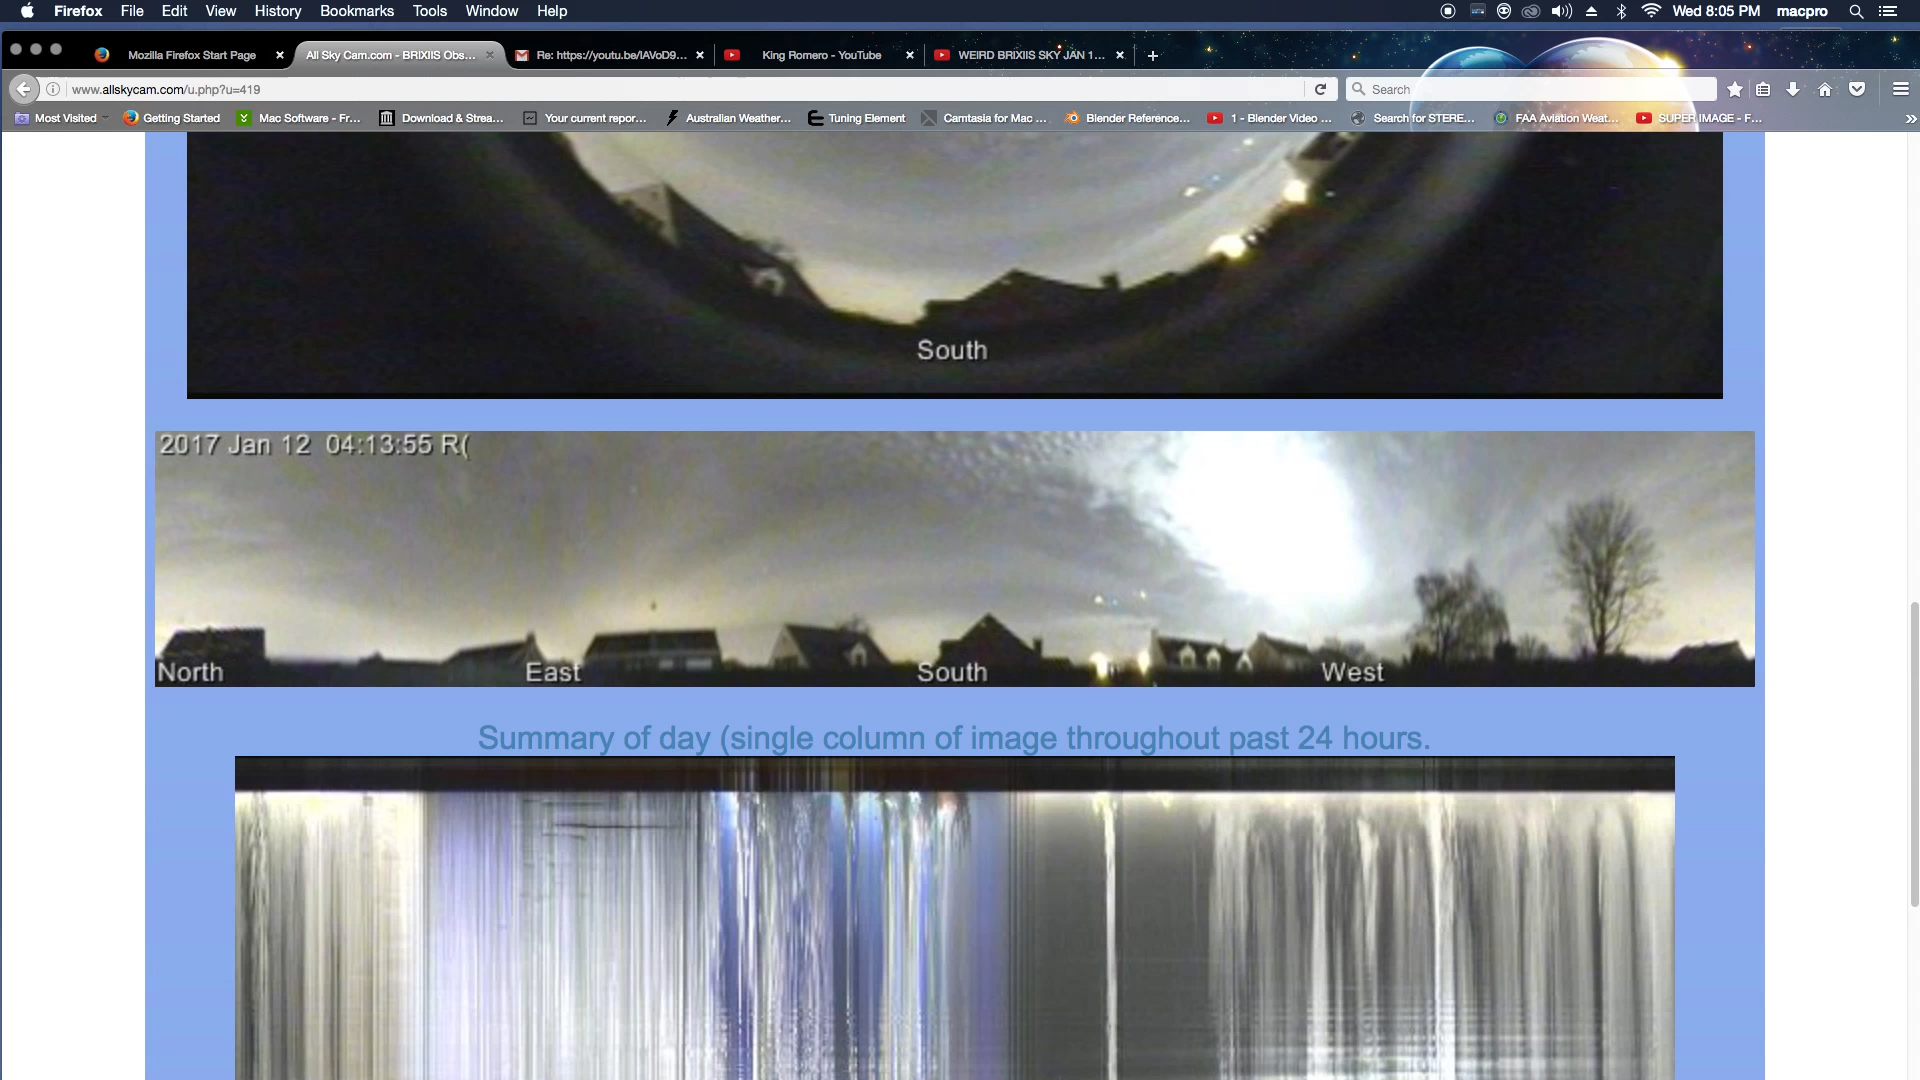 Firefox File Edit View History Bookmarks Tools Window Help Wed 8:05 PM macpro
Mozilla Firefox Start Page All Sky Cam.com - BRIXIIS Obs... Re: https://youtu.be/lAVoD9... King Romero - YouTube WEIRD BRIXIIS SKY JAN 1...
www.allskycam.com/u.php?u=419 Search
Most Visited Getting Started Mac Software - Fr... Download & Strea... Your current repor... Australian Weather... Tuning Element Camtasia for Mac ... Blender Reference... 1 - Blender Video ... Search for STERE... FAA Aviation Weat... SUPER IMAGE - F...
South
2017 Jan 12 04:13:55 R(
North East South West
Summary of day (single column of image throughout past 24 hours.